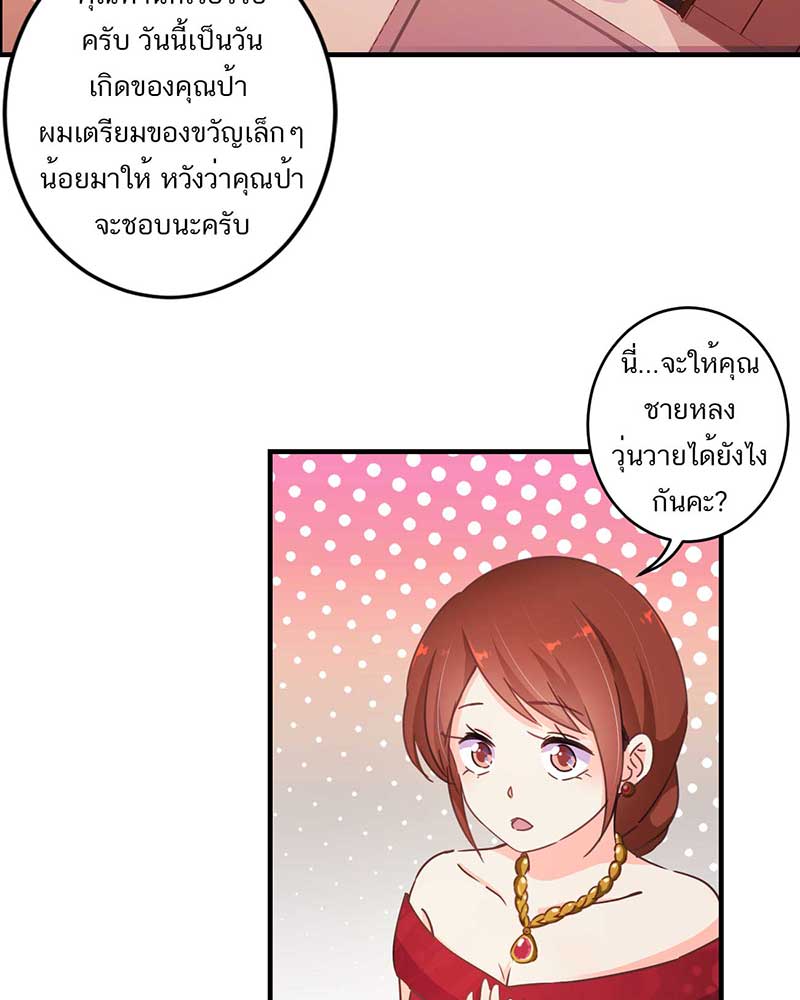 ครับ วันนี้เป็นวัน
เกิดของคุณป้า
ผมเตรียมของขวัญเล็กๆ
น้อยมาให้ หวังว่าคุณป้า
จะชอบนะครับ
นี่...จะให้คุณ
ชายหลง
วุ่นวายได้ยังไง
กันคะ?